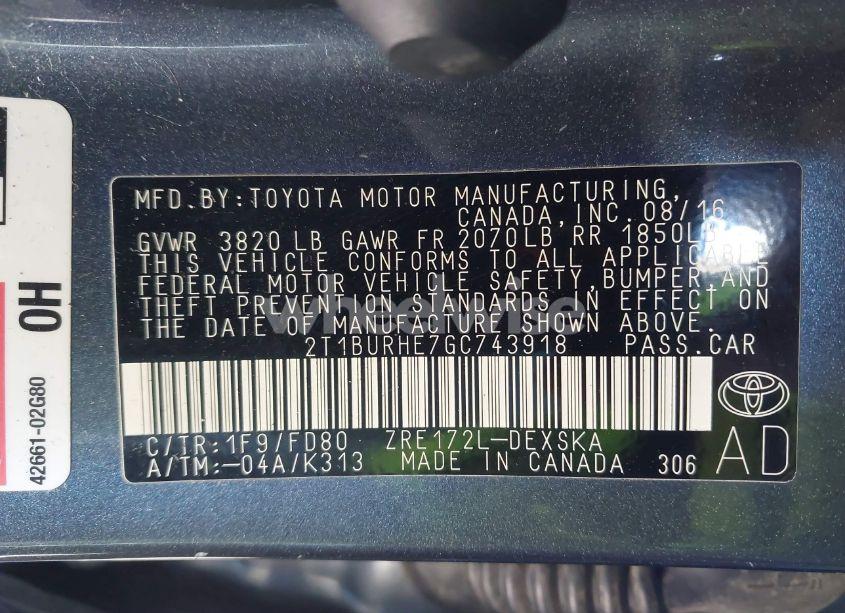 MFD.BY:TOYOTA MOTOR MANUFACTURING,
CANADA,INC.08/16
GVWR 3820 LB GAWR FR 2070LB RR 1850LB
THIS VEHICLE CONFORMS TO ALL APPLICABLE
FEDERAL MOTOR VEHICLE SAFETY,BUMPER,AND
THEFT PREVENTION STANDARDS IN EFFECT ON
THE DATE OF MANUFACTURE SHOWN ABOVE.
wheelwise
2T1BURHE7GC743918 PASS.CAR
C/TR:1F9/FD80 ZRE172L-DEXSKA
A/TM:-04A/K313 MADE IN CANADA 306
AD
OH
42661-02G80